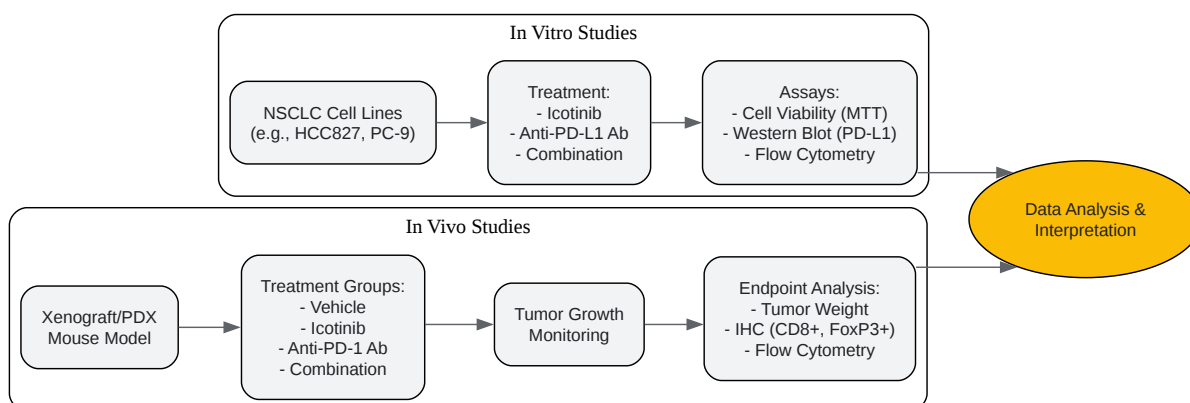 In Vitro Studies
NSCLC Cell Lines
(e.g., HCC827, PC-9)
Treatment:
- Icotinib
- Anti-PD-L1 Ab
- Combination
Assays:
- Cell Viability (MTT)
- Western Blot (PD-L1)
- Flow Cytometry
In Vivo Studies
Xenograft/PDX
Mouse Model
Treatment Groups:
- Vehicle
- Icotinib
- Anti-PD-1 Ab
- Combination
Tumor Growth
Monitoring
Endpoint Analysis:
- Tumor Weight
- IHC (CD8+, FoxP3+)
- Flow Cytometry
Data Analysis &
Interpretation